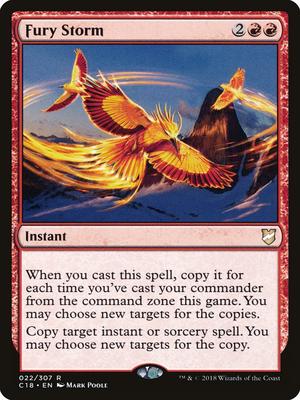 Fury Storm 2
Instant
When you cast this spell, copy it for
each time you've cast your commander
from the command zone this game. You
may choose new targets for the copies.
Copy target instant or sorcery spell. You
may choose new targets for the copy.
022/307 R
C18 • EN Mark Poole
™ & © 2018 Wizards of the Coast